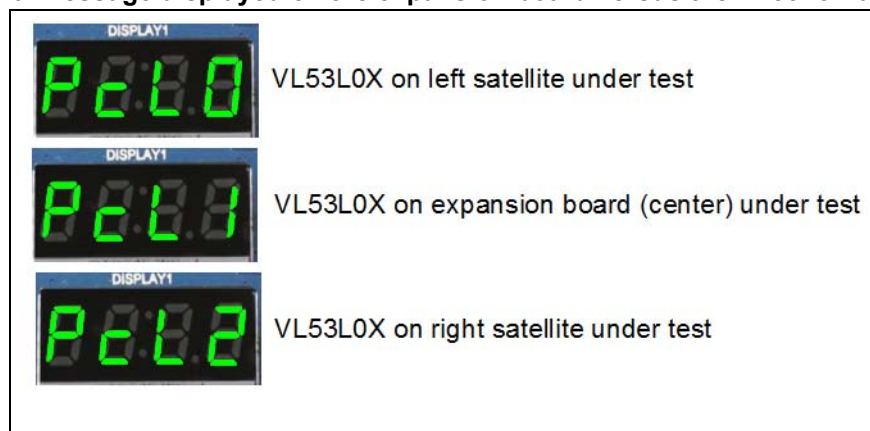 DISPLAY1
PcL0
VL53L0X on left satellite under test
DISPLAY1
PcL1
VL53L0X on expansion board (center) under test
DISPLAY1
PcL2
VL53L0X on right satellite under test